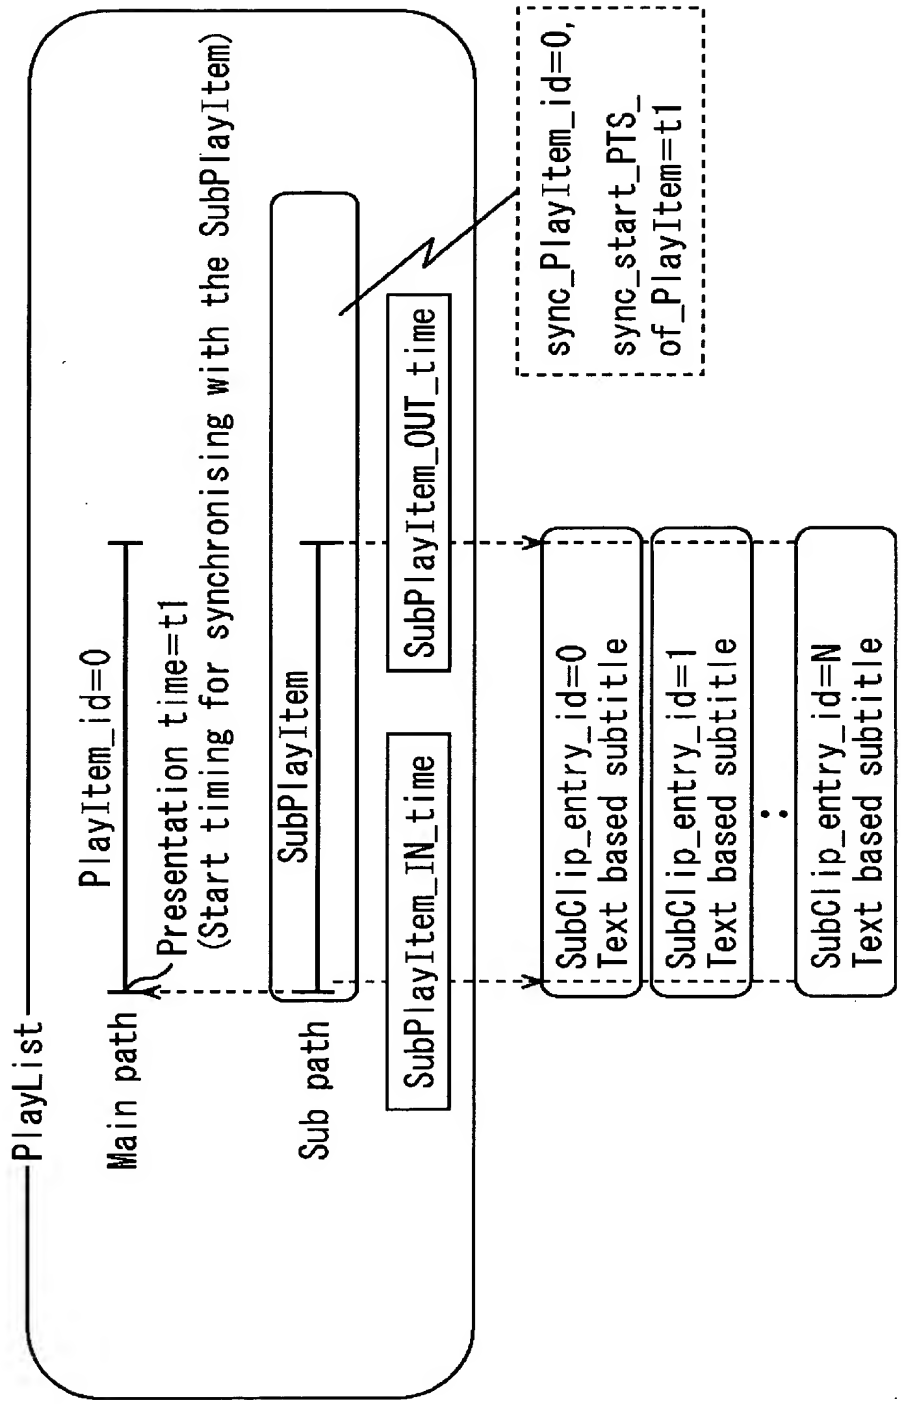 PlayList
PlayItem_id=0
Main path
Presentation time=t1
(Start timing for synchronising with the SubPlayItem)
SubPlayItem
Sub path
SubPlayItem_IN_time
SubPlayItem_OUT_time
sync_PlayItem_id=0,
sync_start_PTS_
of_PlayItem=t1
SubClip_entry_id=0
Text based subtitle
SubClip_entry_id=1
Text based subtitle
SubClip_entry_id=N
Text based subtitle